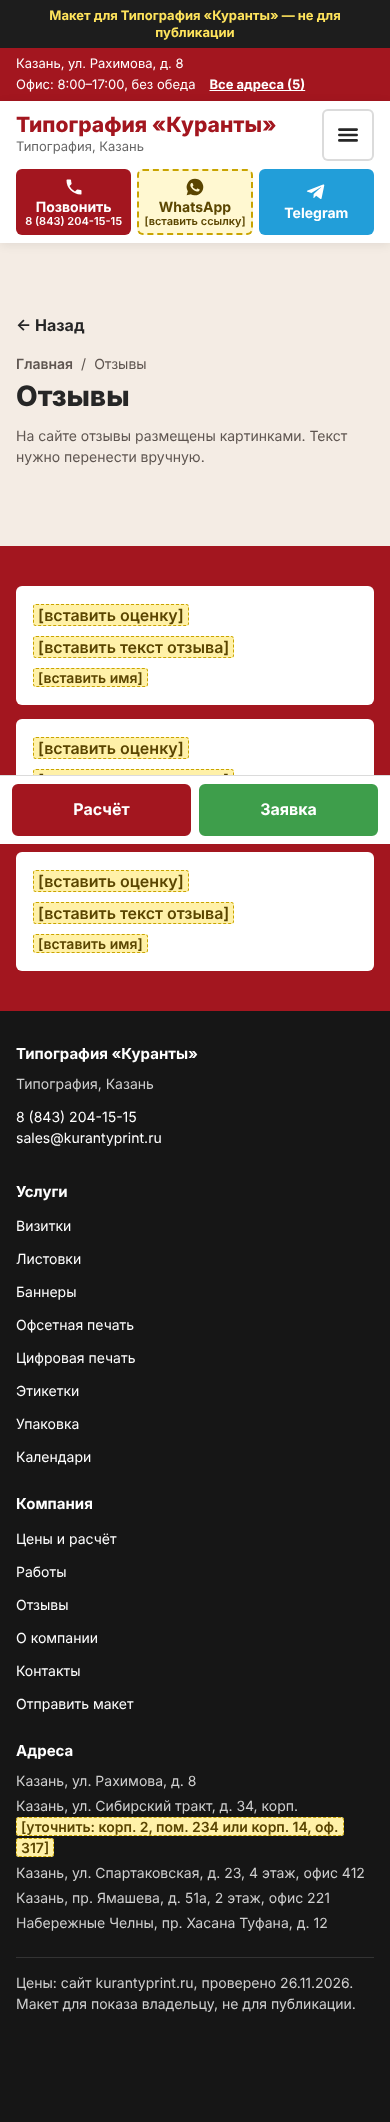 Макет для Типография «Куранты» — не для
публикации
Казань, ул. Рахимова, д. 8
Офис: 8:00–17:00, без обеда Все адреса (5)
Типография «Куранты»
Типография, Казань
Позвонить
8 (843) 204-15-15
WhatsApp
[вставить ссылку]
Telegram
← Назад
Главная / Отзывы
Отзывы
На сайте отзывы размещены картинками. Текст
нужно перенести вручную.
[вставить оценку]
[вставить текст отзыва]
[вставить имя]
[вставить оценку]
Расчёт
Заявка
[вставить оценку]
[вставить текст отзыва]
[вставить имя]
Типография «Куранты»
Типография, Казань
8 (843) 204-15-15
sales@kurantyprint.ru
Услуги
Визитки
Листовки
Баннеры
Офсетная печать
Цифровая печать
Этикетки
Упаковка
Календари
Компания
Цены и расчёт
Работы
Отзывы
О компании
Контакты
Отправить макет
Адреса
Казань, ул. Рахимова, д. 8
Казань, ул. Сибирский тракт, д. 34, корп.
[уточнить: корп. 2, пом. 234 или корп. 14, оф.
317]
Казань, ул. Спартаковская, д. 23, 4 этаж, офис 412
Казань, пр. Ямашева, д. 51а, 2 этаж, офис 221
Набережные Челны, пр. Хасана Туфана, д. 12
Цены: сайт kurantyprint.ru, проверено 26.11.2026.
Макет для показа владельцу, не для публикации.